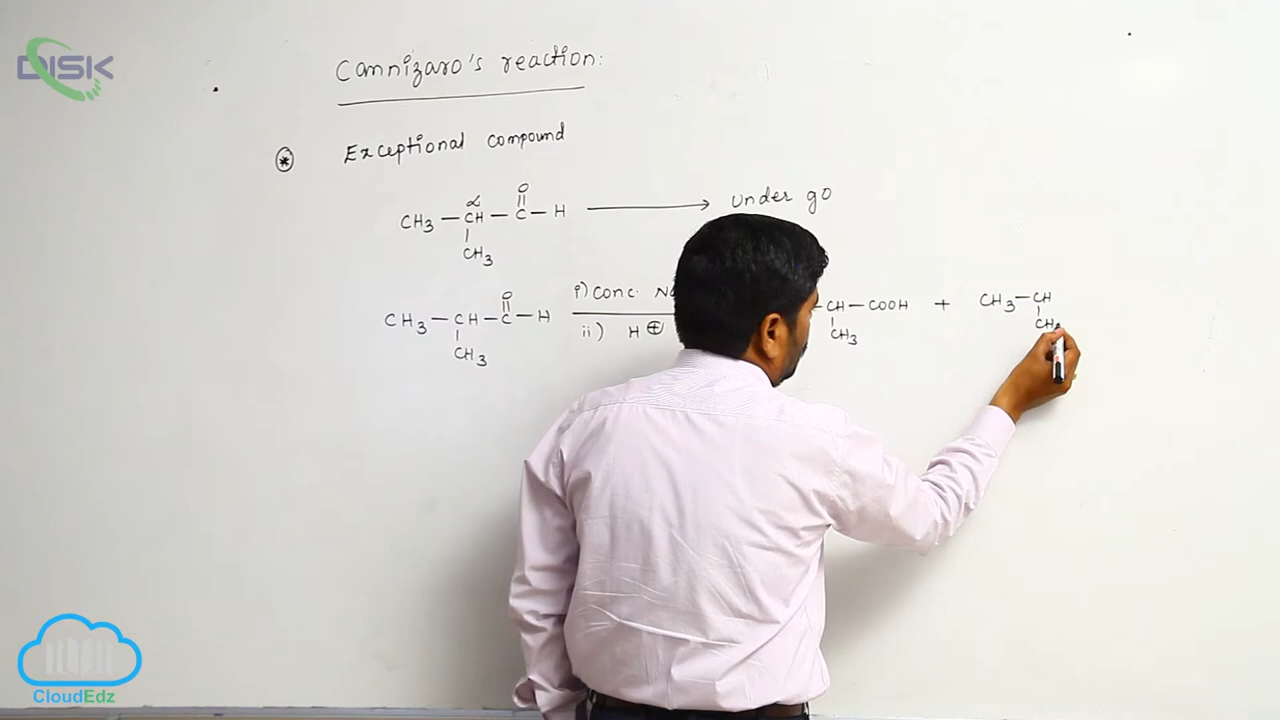 DISK
Cannizaro's reaction:
* Exceptional compound
α O
CH3 — CH — C — H ⟶ under go
CH3
O i) Conc.
CH3 — CH — C — H ii) H⊕ — CH — COOH + CH3 — CH
CH3 CH3 CH
CloudEdz